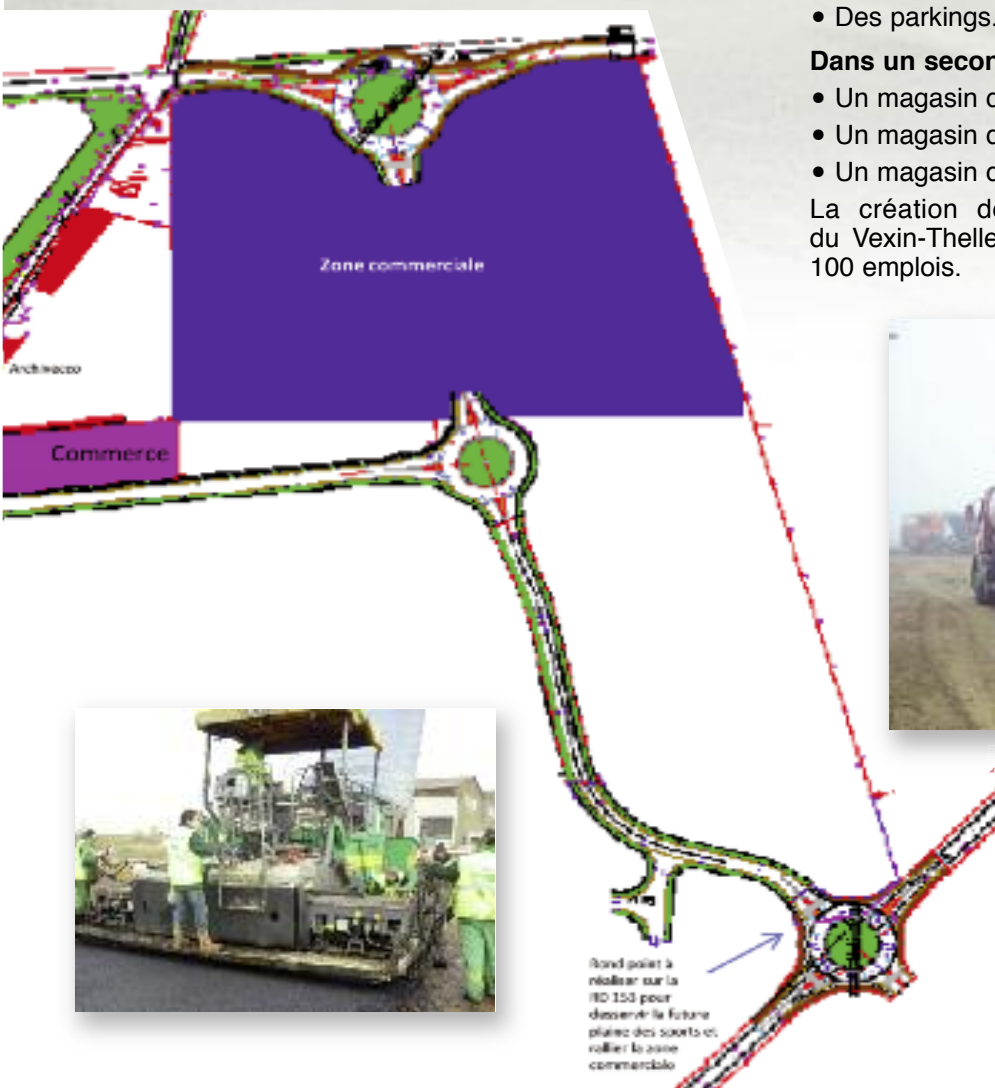 • Des parkings.
Dans un secon
• Un magasin d
• Un magasin d
• Un magasin d
La création de
du Vexin-Thelle
100 emplois.
Zone commerciale
Archiveco
Commerce
Rond point à
réaliser sur la
RD 153 pour
desservir la future
plaine des sports et
rallier la zone
commerciale